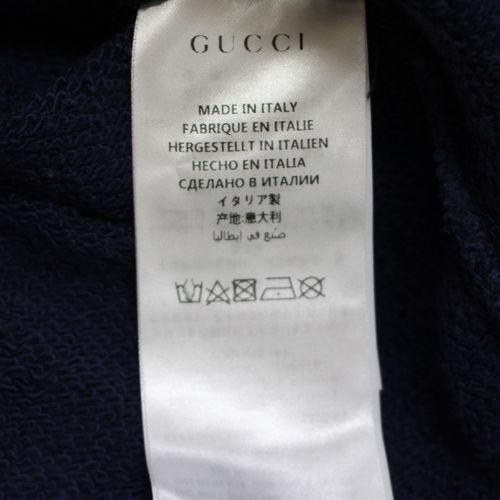 GUCCI
MADE IN ITALY
FABRIQUE EN ITALIE
HERGESTELLT IN ITALIEN
HECHO EN ITALIA
СДЕЛАНО В ИТАЛИИ
イタリア製
产地:意大利
صنع في إيطاليا